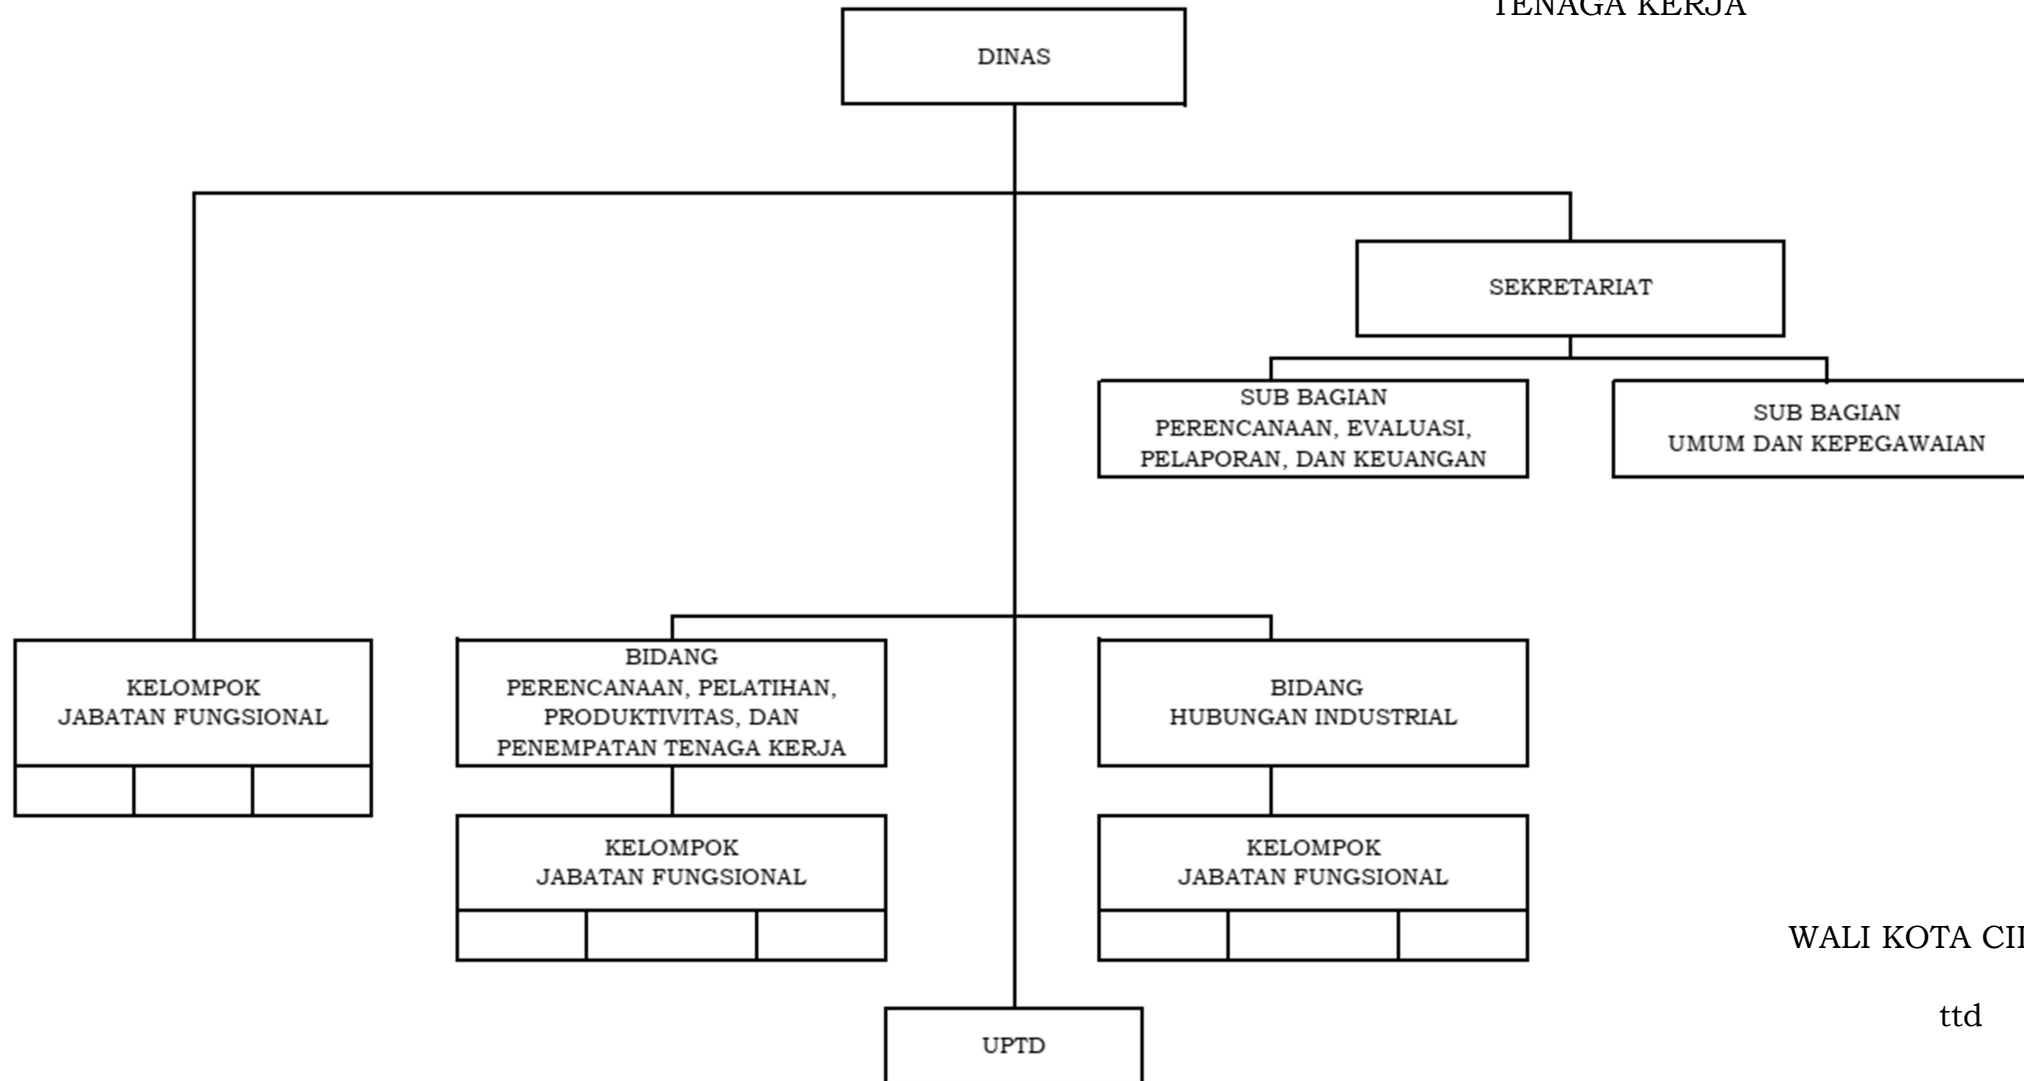 TENAGA KERJA
DINAS
SEKRETARIAT
SUB BAGIAN
PERENCANAAN, EVALUASI,
PELAPORAN, DAN KEUANGAN
SUB BAGIAN
UMUM DAN KEPEGAWAIAN
KELOMPOK
JABATAN FUNGSIONAL
BIDANG
PERENCANAAN, PELATIHAN,
PRODUKTIVITAS, DAN
PENEMPATAN TENAGA KERJA
BIDANG
HUBUNGAN INDUSTRIAL
KELOMPOK
JABATAN FUNGSIONAL
KELOMPOK
JABATAN FUNGSIONAL
WALI KOTA
ttd
UPTD